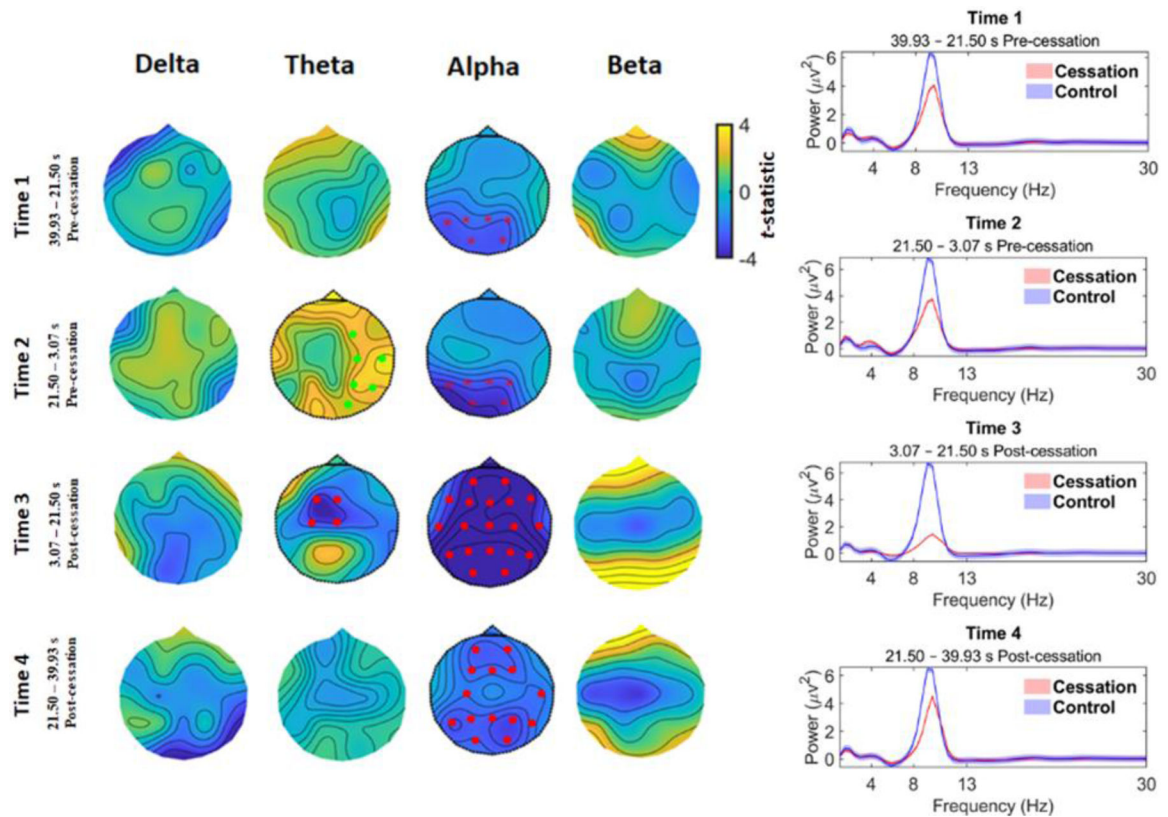 Delta Theta Alpha Beta
Time 1
39.93 – 21.50 s
Pre-cessation
4
0
-4
t-statistic
Time 2
21.50 – 3.07 s
Pre-cessation
Time 3
3.07 – 21.50 s
Post-cessation
Time 4
21.50 – 39.93 s
Post-cessation
Time 1
39.93 – 21.50 s Pre-cessation
Power (μv²)
6
4
2
0
Cessation
Control
4 8 13 30
Frequency (Hz)
Time 2
21.50 – 3.07 s Pre-cessation
Power (μv²)
6
4
2
0
Cessation
Control
4 8 13 30
Frequency (Hz)
Time 3
3.07 – 21.50 s Post-cessation
Power (μv²)
6
4
2
0
Cessation
Control
4 8 13 30
Frequency (Hz)
Time 4
21.50 – 39.93 s Post-cessation
Power (μv²)
6
4
2
0
Cessation
Control
4 8 13 30
Frequency (Hz)